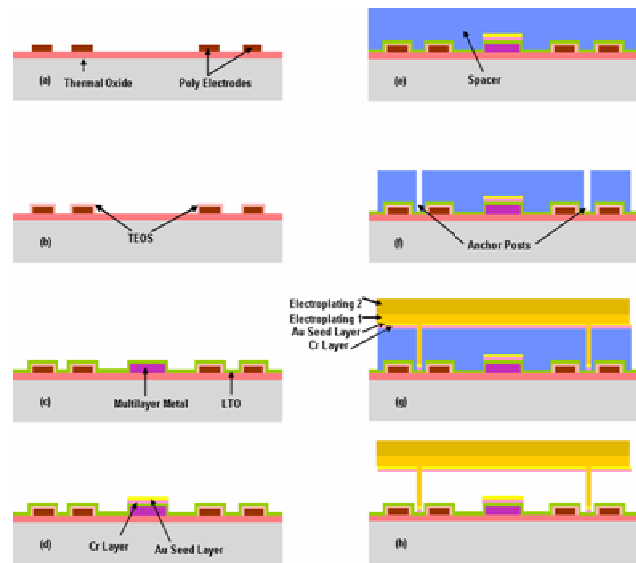 (a)
Thermal Oxide
Poly Electrodes
(b)
TEOS
(c)
Multilayer Metal
LTO
(d)
Cr Layer
Au Seed Layer
(e)
Spacer
(f)
Anchor Posts
Electroplating 2
Electroplating 1
Au Seed Layer
Cr Layer
(g)
(h)